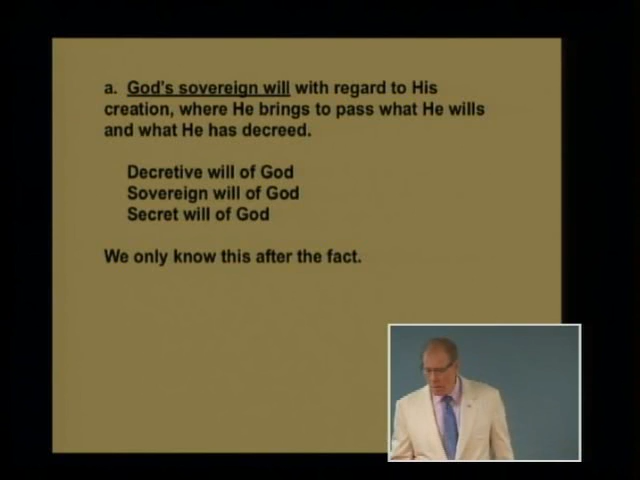 a. God's sovereign will with regard to His
creation, where He brings to pass what He wills
and what He has decreed.
Decretive will of God
Sovereign will of God
Secret will of God
We only know this after the fact.